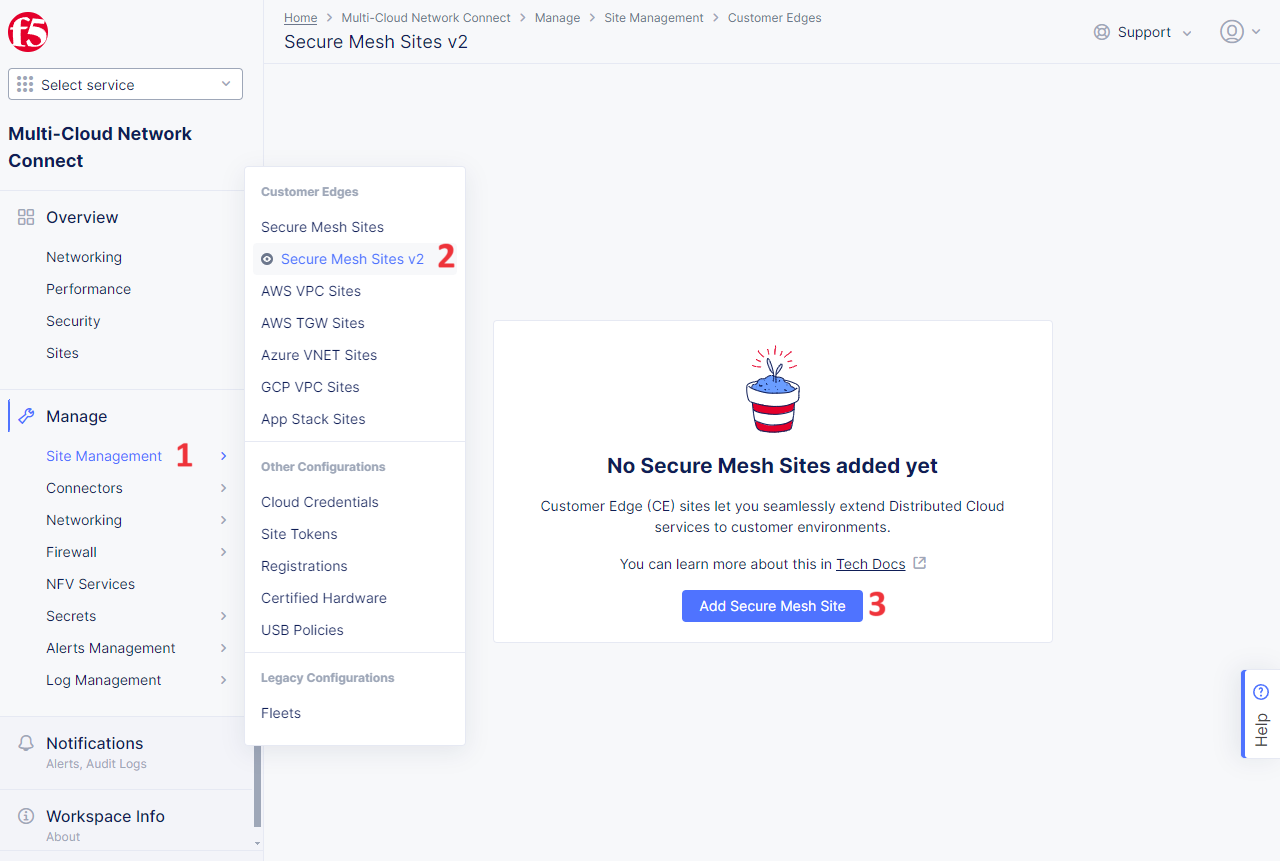 f5
Home > Multi-Cloud Network Connect > Manage > Site Management > Customer Edges
Secure Mesh Sites v2
Support
Select service
Multi-Cloud Network
Connect
Overview
Networking
Performance
Security
Sites
Manage
Site Management 1
Connectors
Networking
Firewall
NFV Services
Secrets
Alerts Management
Log Management
Notifications
Alerts, Audit Logs
Workspace Info
About
Customer Edges
Secure Mesh Sites
Secure Mesh Sites v2 2
AWS VPC Sites
AWS TGW Sites
Azure VNET Sites
GCP VPC Sites
App Stack Sites
Other Configurations
Cloud Credentials
Site Tokens
Registrations
Certified Hardware
USB Policies
Legacy Configurations
Fleets
No Secure Mesh Sites added yet
Customer Edge (CE) sites let you seamlessly extend Distributed Cloud
services to customer environments.
You can learn more about this in Tech Docs
Add Secure Mesh Site 3
Help